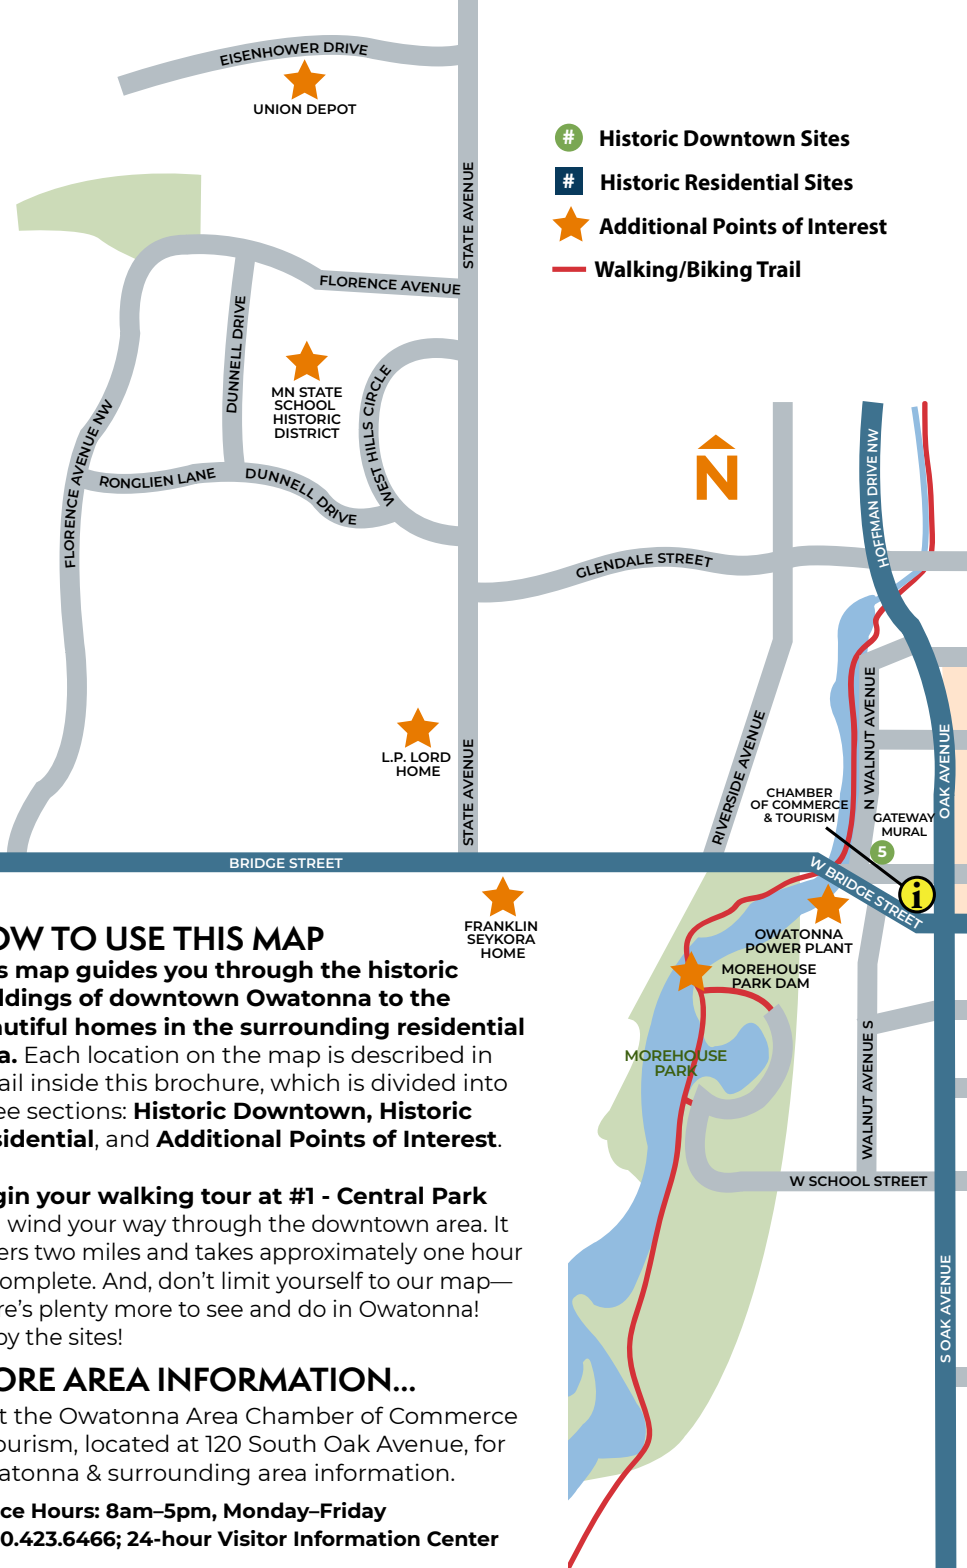 EISENHOWER DRIVE
UNION DEPOT
STATE AVENUE
# Historic Downtown Sites
# Historic Residential Sites
Additional Points of Interest
Walking/Biking Trail
FLORENCE AVENUE
DUNNELL DRIVE
MN STATE
SCHOOL
HISTORIC
DISTRICT
WEST HILLS CIRCLE
FLORENCE AVENUE NW
RONGLIEN LANE
DUNNELL DRIVE
N
HOFFMAN DRIVE NW
GLENDALE STREET
L.P. LORD
HOME
STATE AVENUE
RIVERSIDE AVENUE
N WALNUT AVENUE
OAK AVENUE
CHAMBER
OF COMMERCE
& TOURISM
GATEWAY
MURAL
5
i
BRIDGE STREET
W BRIDGE STREET
FRANKLIN
SEYKORA
HOME
OWATONNA
POWER PLANT
MOREHOUSE
PARK DAM
MOREHOUSE
PARK
WALNUT AVENUE S
W SCHOOL STREET
S OAK AVENUE
OW TO USE THIS MAP
s map guides you through the historic
ldings of downtown Owatonna to the
autiful homes in the surrounding residential
a. Each location on the map is described in
ail inside this brochure, which is divided into
ee sections: Historic Downtown, Historic
sidential, and Additional Points of Interest.
gin your walking tour at #1 - Central Park
wind your way through the downtown area. It
ers two miles and takes approximately one hour
omplete. And, don't limit yourself to our map—
re's plenty more to see and do in Owatonna!
oy the sites!
ORE AREA INFORMATION...
t the Owatonna Area Chamber of Commerce
ourism, located at 120 South Oak Avenue, for
atonna & surrounding area information.
ce Hours: 8am–5pm, Monday–Friday
0.423.6466; 24-hour Visitor Information Center